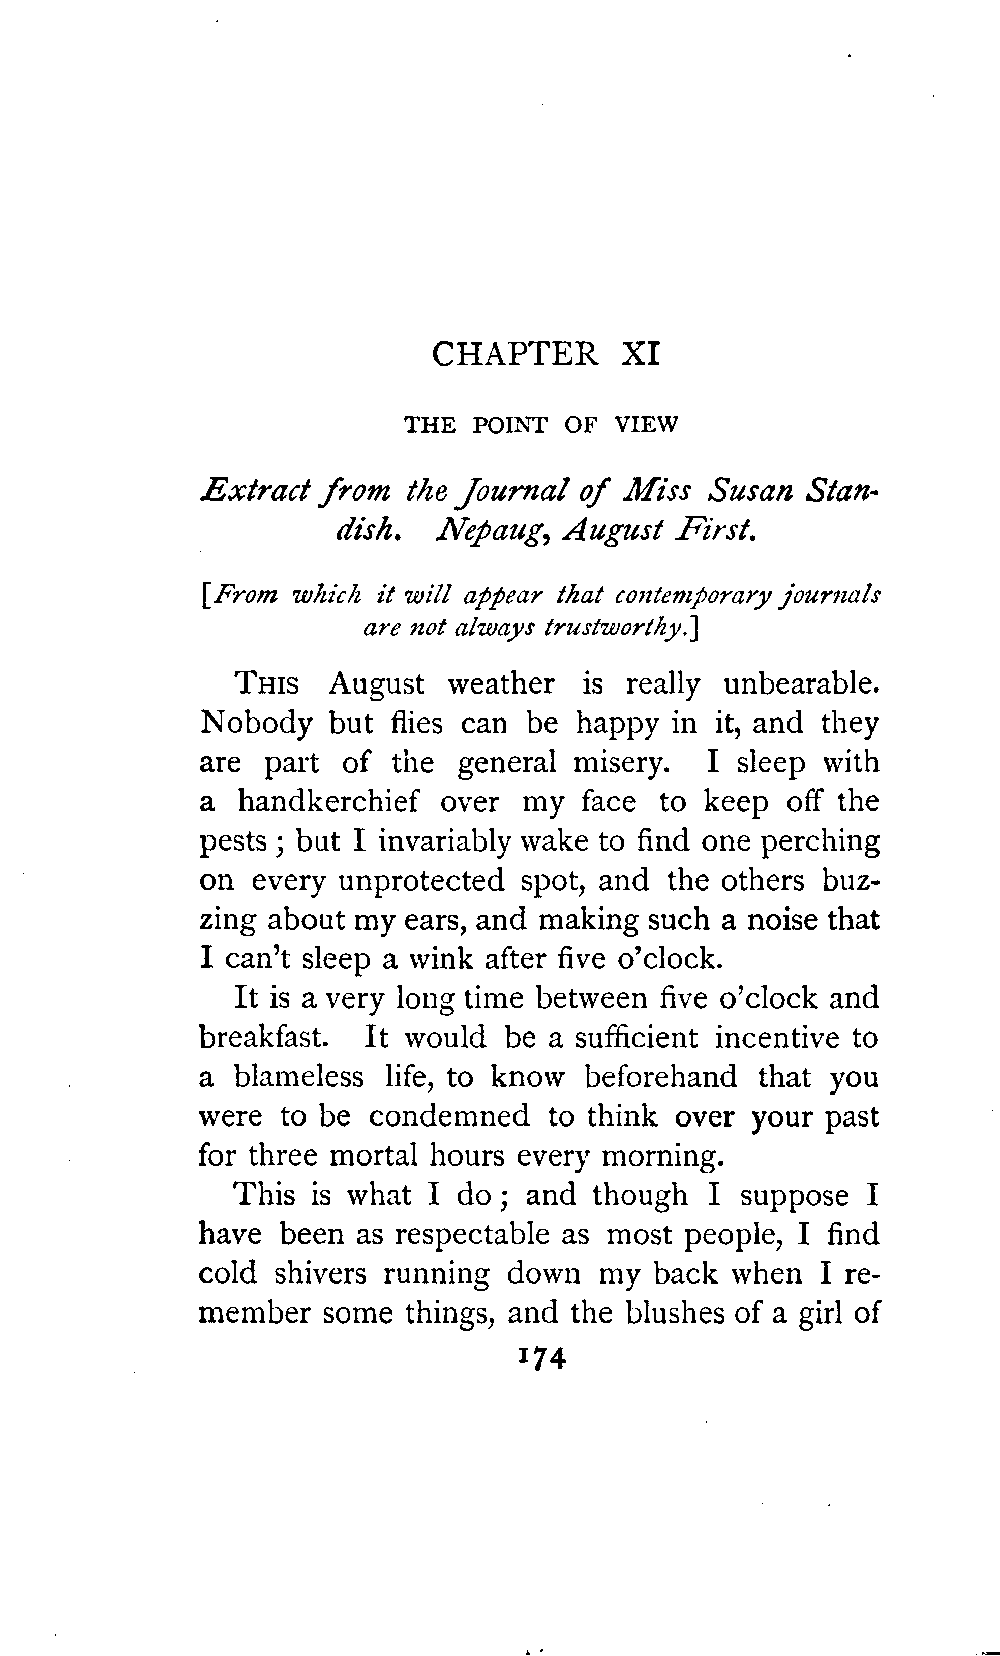 CHAPTER XI
THE POINT OF VIEW
Extract from the Journal of Miss Susan Stan-
dish. Nepaug, August First.
[From which it will appear that contemporary journals
are not always trustworthy.]
THIS August weather is really unbearable.
Nobody but flies can be happy in it, and they
are part of the general misery. I sleep with
a handkerchief over my face to keep off the
pests ; but I invariably wake to find one perching
on every unprotected spot, and the others buz-
zing about my ears, and making such a noise that
I can't sleep a wink after five o'clock.
It is a very long time between five o'clock and
breakfast. It would be a sufficient incentive to
a blameless life, to know beforehand that you
were to be condemned to think over your past
for three mortal hours every morning.
This is what I do ; and though I suppose I
have been as respectable as most people, I find
cold shivers running down my back when I re-
member some things, and the blushes of a girl of
174